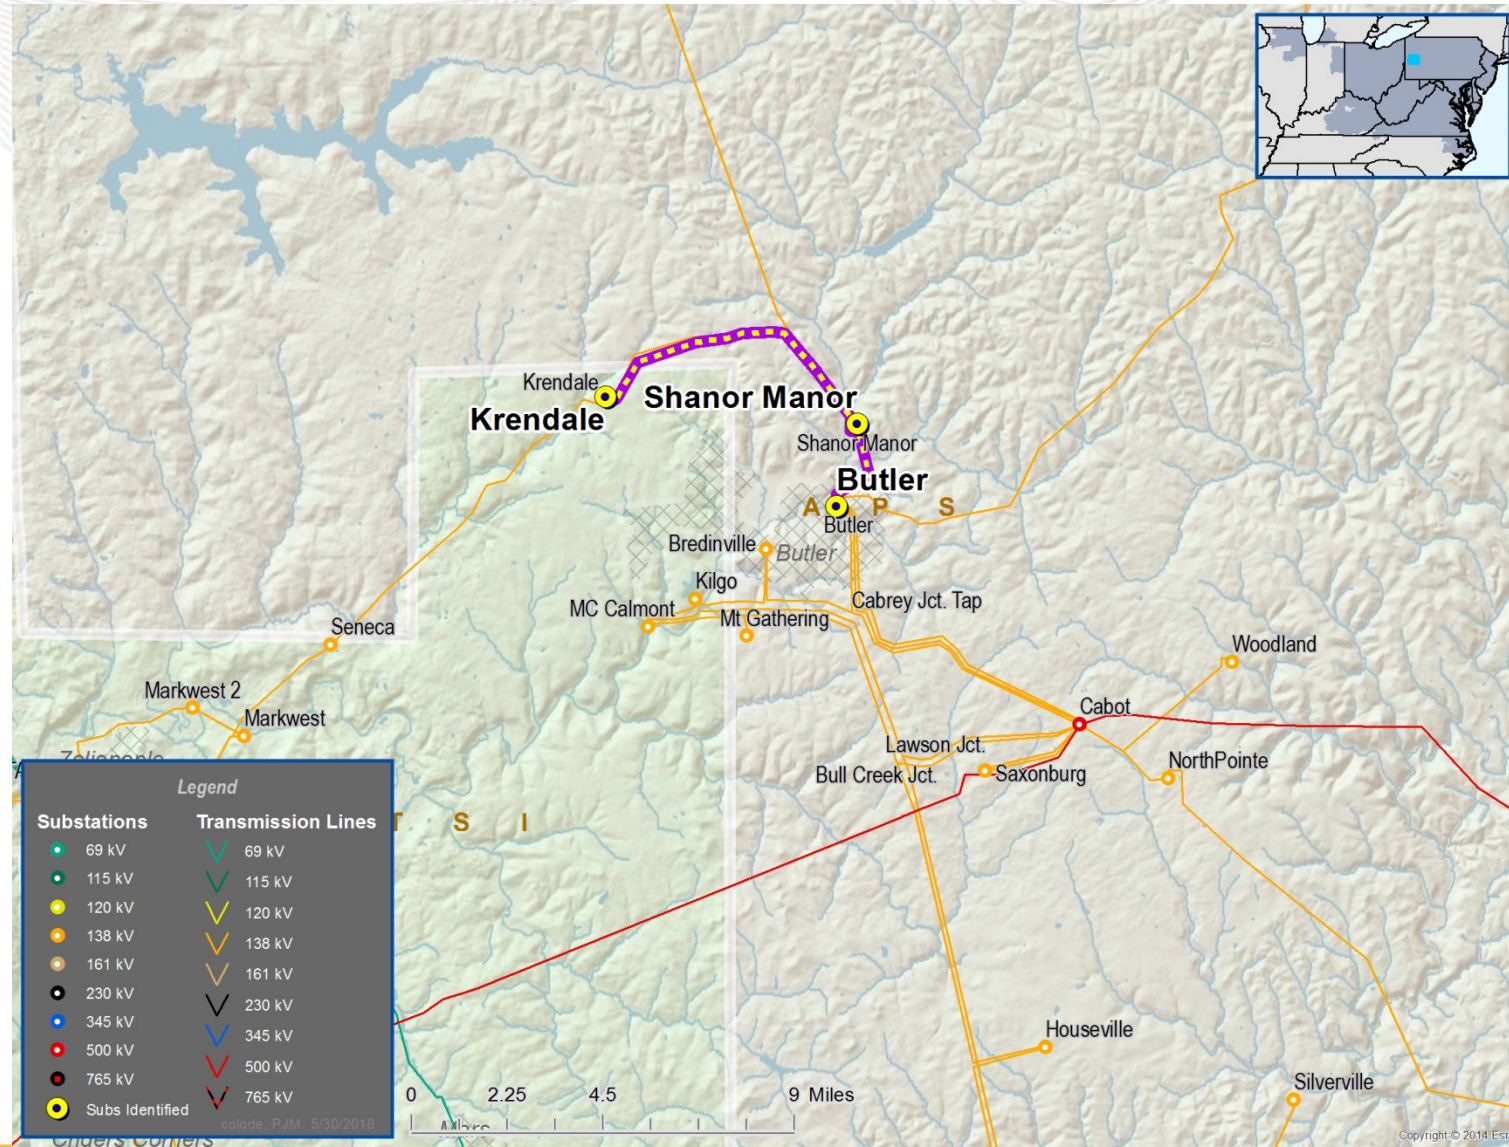 Krendale
Krendale
Shanor Manor
Shanor Manor
Butler
A P S
Butler
Bredinville
Butler
Kilgo
MC Calmont
Cabrey Jct. Tap
Mt Gathering
Seneca
Woodland
Markwest 2
Markwest
Cabot
Zelienople
Lawson Jct.
NorthPointe
Bull Creek Jct.
Saxonburg
T S I
Legend
Substations
Transmission Lines
69 kV
69 kV
115 kV
115 kV
120 kV
120 kV
138 kV
138 kV
161 kV
161 kV
230 kV
230 kV
345 kV
345 kV
500 kV
500 kV
765 kV
765 kV
Subs Identified
colode, PJM 5/30/2018
Houseville
Silverville
0 2.25 4.5 9 Miles
Mars
Criders Corners
Copyright © 2014 Esri